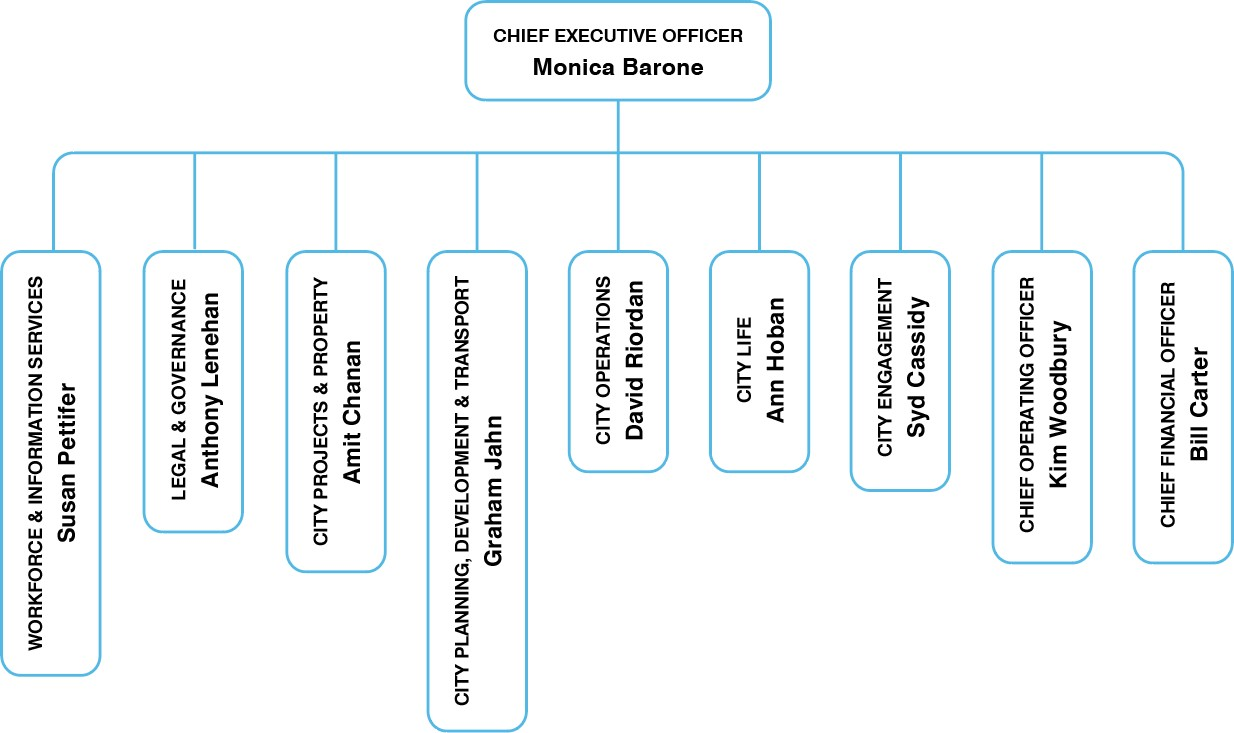 CHIEF EXECUTIVE OFFICER
Monica Barone
WORKFORCE & INFORMATION SERVICES
Susan Pettifer
LEGAL & GOVERNANCE
Anthony Lenehan
CITY PROJECTS & PROPERTY
Amit Chanan
CITY PLANNING, DEVELOPMENT & TRANSPORT
Graham Jahn
CITY OPERATIONS
David Riordan
CITY LIFE
Ann Hoban
CITY ENGAGEMENT
Syd Cassidy
CHIEF OPERATING OFFICER
Kim Woodbury
CHIEF FINANCIAL OFFICER
Bill Carter